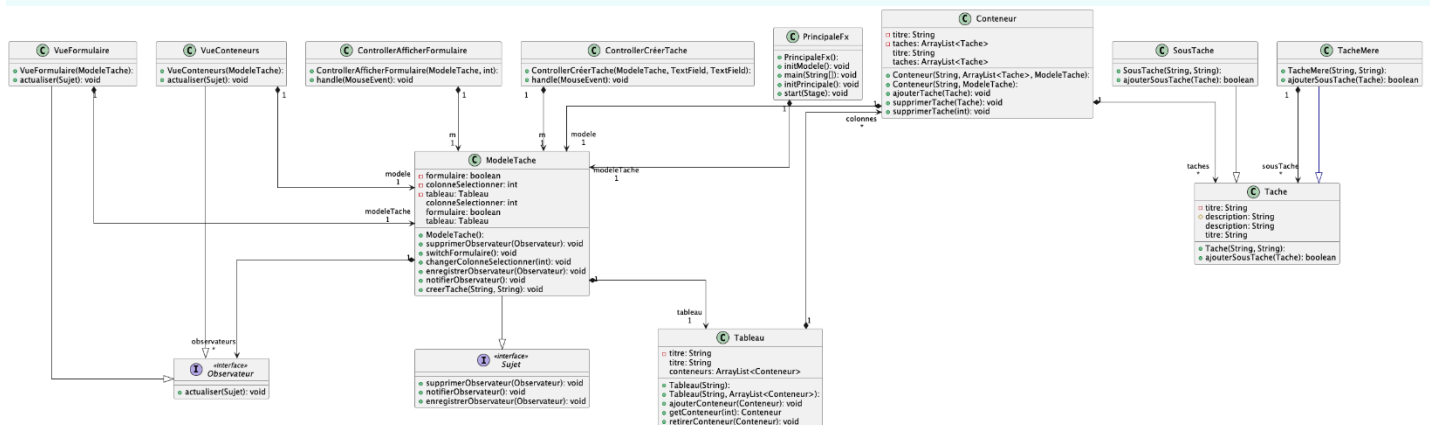 C VueFormulaire
VueFormulaire(ModeleTache):
actualiser(Sujet): void
1
C VueConteneurs
VueConteneurs(ModeleTache):
actualiser(Sujet): void
1
C ControllerAfficherFormulaire
ControllerAfficherFormulaire(ModeleTache, int):
handle(MouseEvent): void
1
C ControllerCréerTache
ControllerCréerTache(ModeleTache, TextField, TextField):
handle(MouseEvent): void
1
C PrincipaleFx
PrincipaleFx():
initModele(): void
main(String[]): void
initPrincipale(): void
start(Stage): void
1
C Conteneur
titre: String
taches: ArrayList<Tache>
titre: String
taches: ArrayList<Tache>
Conteneur(String, ArrayList<Tache>, ModeleTache):
Conteneur(String, ModeleTache):
ajouterTache(Tache): void
supprimerTache(Tache): void
supprimerTache(int): void
1
1
C SousTache
SousTache(String, String):
ajouterSousTache(Tache): boolean
C TacheMere
TacheMere(String, String):
ajouterSousTache(Tache): boolean
1
m
1
m
1
modele
1
colonnes
*
modele
1
modeleTache
1
modeleTache
1
C ModeleTache
formulaire: boolean
colonneSelectionner: int
tableau: Tableau
colonneSelectionner: int
formulaire: boolean
tableau: Tableau
ModeleTache():
supprimerObservateur(Observateur): void
switchFormulaire(): void
changerColonneSelectionner(int): void
enregistrerObservateur(Observateur): void
notifierObservateur(): void
creerTache(String, String): void
1
1
taches
*
sousTache
*
C Tache
titre: String
description: String
description: String
titre: String
Tache(String, String):
ajouterSousTache(Tache): boolean
observateurs
*
I «interface»
Observateur
actualiser(Sujet): void
I «interface»
Sujet
supprimerObservateur(Observateur): void
notifierObservateur(): void
enregistrerObservateur(Observateur): void
tableau
1
1
C Tableau
titre: String
titre: String
conteneurs: ArrayList<Conteneur>
Tableau(String):
Tableau(String, ArrayList<Conteneur>):
ajouterConteneur(Conteneur): void
getConteneur(int): Conteneur
retirerConteneur(Conteneur): void